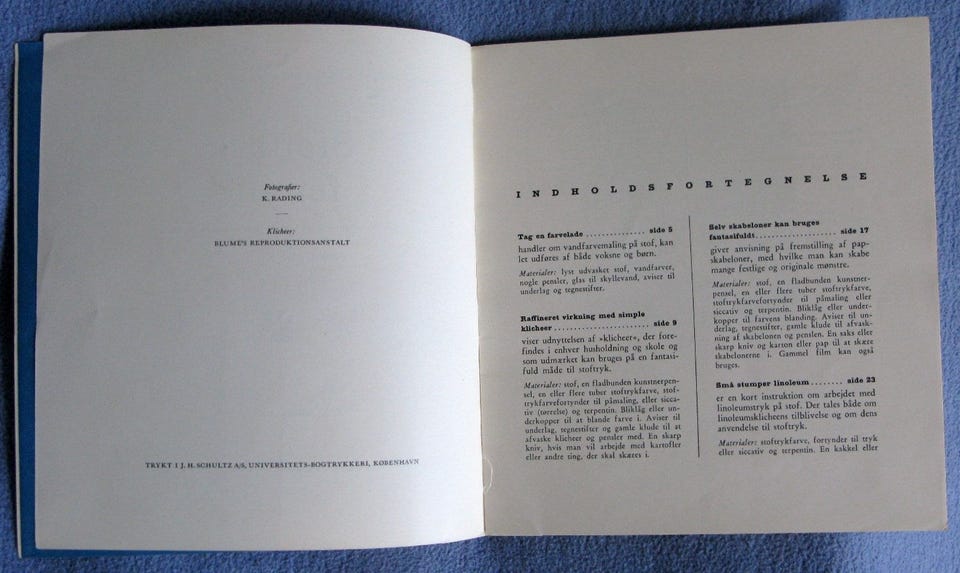 Fotografier:
K. RADING
Klicheer:
BLUME'S REPRODUKTIONSANSTALT
TRYKT I J. H. SCHULTZ A/S, UNIVERSITETS-BOGTRYKKERI, KØBENHAVN
INDHOLDSFORTEGNELSE
Tag en farvelade ............... side 5
handler om vandfarvemaling på stof, kan
let udføres af både voksne og børn.
Materialer: lyst udvasket stof, vandfarver,
nogle pensler, glas til skyllevand, aviser til
underlag og tegnestifter.
Raffineret virkning med simple
klicheer ...................... side 9
viser udnyttelsen af »klicheer«, der fore-
findes i enhver husholdning og skole og
som udmærket kan bruges på en fantasi-
fuld måde til stoftryk.
Materialer: stof, en fladbunden kunstnerpen-
sel, en eller flere tuber stoftrykfarve, stof-
trykfarvefortynder til påmaling, eller sicca-
tiv (tørrelse) og terpentin. Bliklåg eller un-
derkopper til at blande farve i. Aviser til
underlag, tegnestifter og gamle klude til at
afvaske klicheer og pensler med. En skarp
kniv, hvis man vil arbejde med kartofler
eller andre ting, der skal skæres i.
Selv skabeloner kan bruges
fantasifuldt.................. side 17
giver anvisning på fremstilling af pap-
skabeloner, med hvilke man kan skabe
mange festlige og originale mønstre.
Materialer: stof, en fladbunden kunstner-
pensel, en eller flere tuber stoftrykfarve,
stoftrykfarvefortynder til påmaling eller
siccativ og terpentin. Bliklåg eller under-
kopper til farvens blanding. Aviser til un-
derlag, tegnestifter, gamle klude til afvask-
ning af skabelonen og penslen. En saks eller
skarp kniv og karton eller pap til at skære
skabelonerne i. Gammel film kan også
bruges.
Små stumper linoleum ........ side 23
er en kort instruktion om arbejdet med
linoleumstryk på stof. Der tales både om
linoleumsklicheens tilblivelse og om dens
anvendelse til stoftryk.
Materialer: stoftrykfarve, fortynder til tryk
eller siccativ og terpentin. En kakkel eller